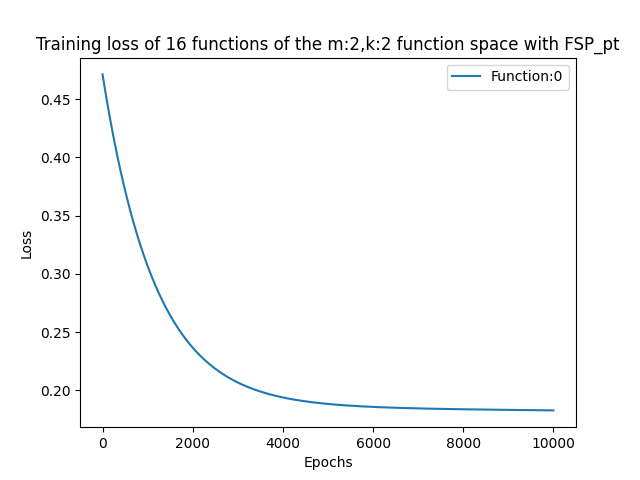 Training loss of 16 functions of the m:2,k:2 function space with FSP_pt
Function:0
Loss
0.45
0.40
0.35
0.30
0.25
0.20
0 2000 4000 6000 8000 10000
Epochs